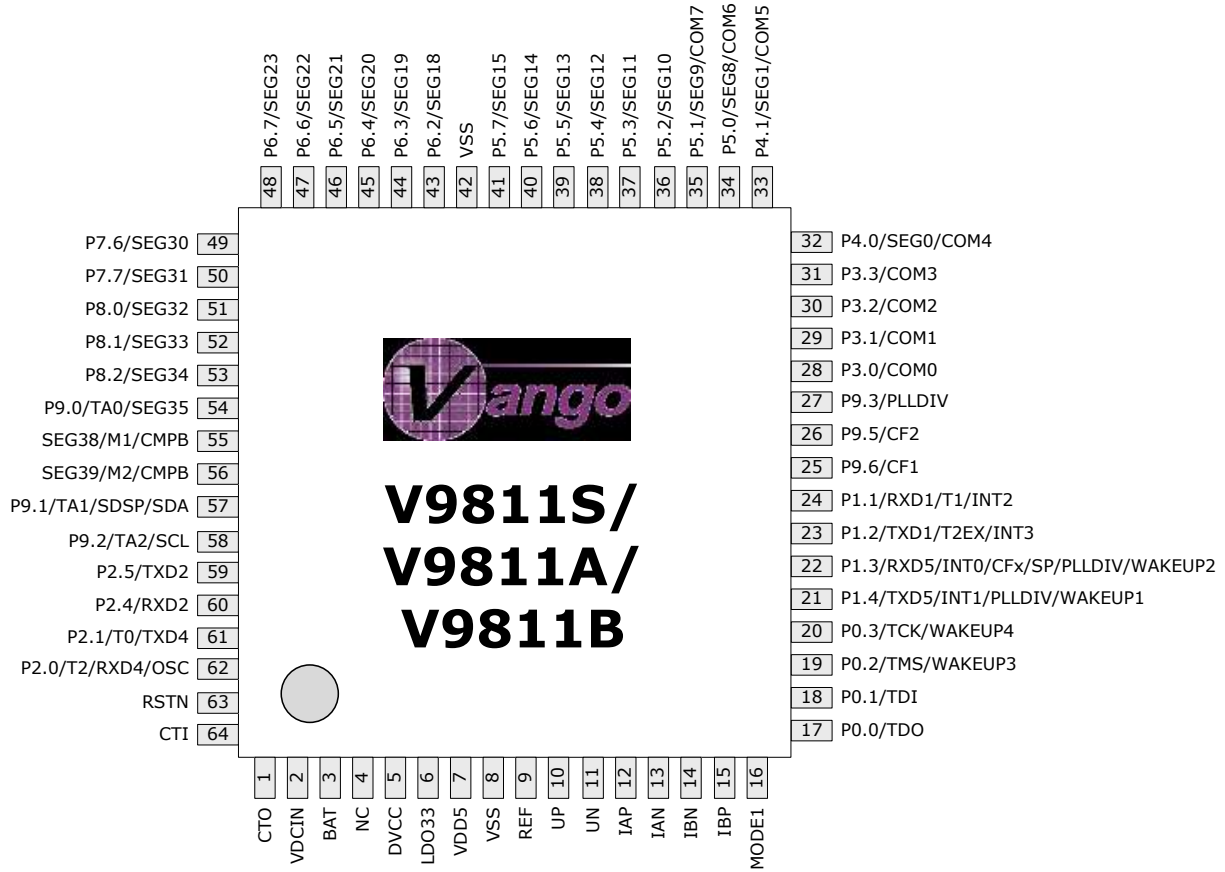 P6.7/SEG23
P6.6/SEG22
P6.5/SEG21
P6.4/SEG20
P6.3/SEG19
P6.2/SEG18
VSS
P5.7/SEG15
P5.6/SEG14
P5.5/SEG13
P5.4/SEG12
P5.3/SEG11
P5.2/SEG10
P5.1/SEG9/COM7
P5.0/SEG8/COM6
P4.1/SEG1/COM5
48
47
46
45
44
43
42
41
40
39
38
37
36
35
34
33
P7.6/SEG30 49
P7.7/SEG31 50
P8.0/SEG32 51
P8.1/SEG33 52
P8.2/SEG34 53
P9.0/TA0/SEG35 54
SEG38/M1/CMPB 55
SEG39/M2/CMPB 56
P9.1/TA1/SDSP/SDA 57
P9.2/TA2/SCL 58
P2.5/TXD2 59
P2.4/RXD2 60
P2.1/T0/TXD4 61
P2.0/T2/RXD4/OSC 62
RSTN 63
CTI 64
Vango
V9811S/
V9811A/
V9811B
32 P4.0/SEG0/COM4
31 P3.3/COM3
30 P3.2/COM2
29 P3.1/COM1
28 P3.0/COM0
27 P9.3/PLLDIV
26 P9.5/CF2
25 P9.6/CF1
24 P1.1/RXD1/T1/INT2
23 P1.2/TXD1/T2EX/INT3
22 P1.3/RXD5/INT0/CFx/SP/PLLDIV/WAKEUP2
21 P1.4/TXD5/INT1/PLLDIV/WAKEUP1
20 P0.3/TCK/WAKEUP4
19 P0.2/TMS/WAKEUP3
18 P0.1/TDI
17 P0.0/TDO
1
2
3
4
5
6
7
8
9
10
11
12
13
14
15
16
CTO
VDCIN
BAT
NC
DVCC
LDO33
VDD5
VSS
REF
UP
UN
IAP
IAN
IBN
IBP
MODE1